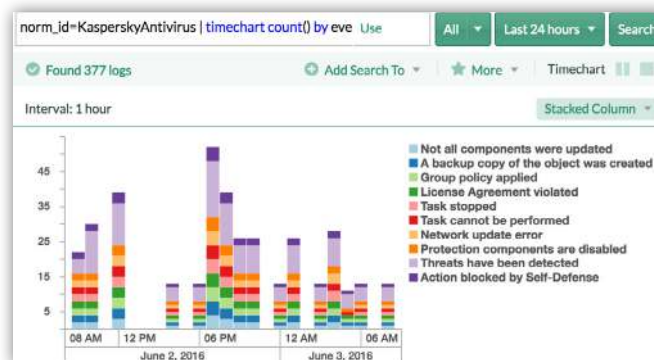 norm_id=KasperskyAntivirus | timechart count() by eve Use
All Last 24 hours Search
Found 377 logs Add Search To More Timechart
Interval: 1 hour Stacked Column
45
35
25
15
5
08 AM 12 PM 06 PM 12 AM 06 AM
June 2, 2016 June 3, 2016
Not all components were updated
A backup copy of the object was created
Group policy applied
License Agreement violated
Task stopped
Task cannot be performed
Network update error
Protection components are disabled
Threats have been detected
Action blocked by Self-Defense